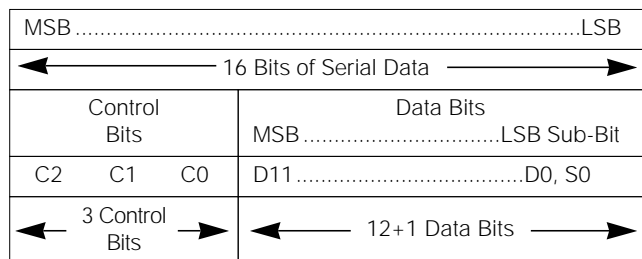 MSB.............................................................................LSB
16 Bits of Serial Data
Control Bits
Data Bits
MSB...................................LSB Sub-Bit
C2 C1 C0
D11.....................................D0, S0
3 Control Bits
12+1 Data Bits